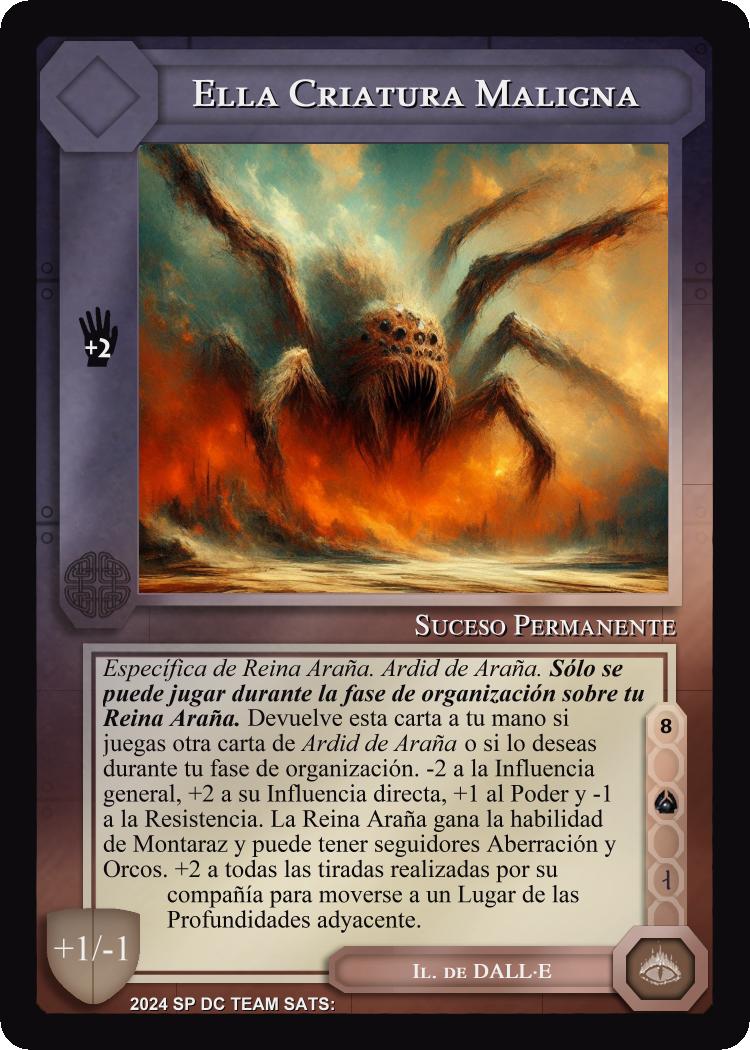 Ella Criatura Maligna
+2
Suceso Permanente
Específica de Reina Araña. Ardid de Araña. Sólo se
puede jugar durante la fase de organización sobre tu
Reina Araña. Devuelve esta carta a tu mano si
juegas otra carta de Ardid de Araña o si lo deseas
durante tu fase de organización. -2 a la Influencia
general, +2 a su Influencia directa, +1 al Poder y -1
a la Resistencia. La Reina Araña gana la habilidad
de Montaraz y puede tener seguidores Aberración y
Orcos. +2 a todas las tiradas realizadas por su
compañía para moverse a un Lugar de las
Profundidades adyacente.
8
+1/-1
Il. de DALL·E
2024 SP DC TEAM SATS: